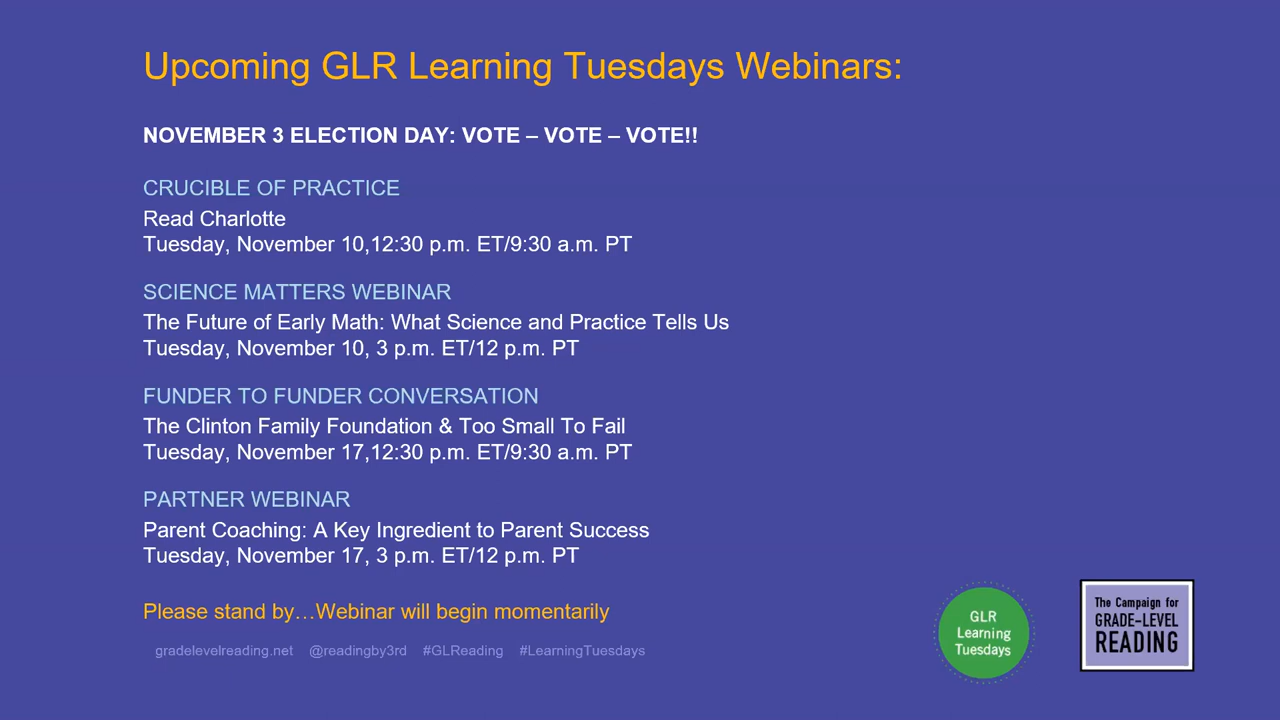 Upcoming GLR Learning Tuesdays Webinars:
NOVEMBER 3 ELECTION DAY: VOTE – VOTE – VOTE!!
CRUCIBLE OF PRACTICE
Read Charlotte
Tuesday, November 10,12:30 p.m. ET/9:30 a.m. PT
SCIENCE MATTERS WEBINAR
The Future of Early Math: What Science and Practice Tells Us
Tuesday, November 10, 3 p.m. ET/12 p.m. PT
FUNDER TO FUNDER CONVERSATION
The Clinton Family Foundation & Too Small To Fail
Tuesday, November 17,12:30 p.m. ET/9:30 a.m. PT
PARTNER WEBINAR
Parent Coaching: A Key Ingredient to Parent Success
Tuesday, November 17, 3 p.m. ET/12 p.m. PT
Please stand by…Webinar will begin momentarily
gradelevelreading.net @readingby3rd #GLReading #LearningTuesdays
GLR
Learning
Tuesdays
The Campaign for
GRADE-LEVEL
READING